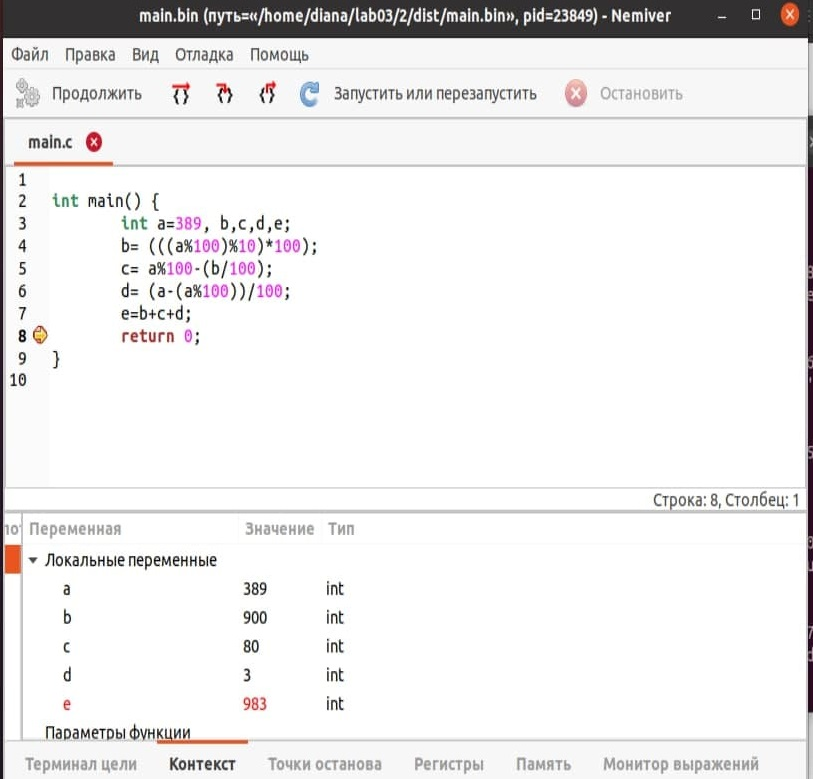 main.bin (путь=«/home/diana/lab03/2/dist/main.bin», pid=23849) - Nemiver
Файл Правка Вид Отладка Помощь
Продолжить Запустить или перезапустить Остановить
main.c
1
2 int main() {
3 int a=389, b,c,d,e;
4 b= (((a%100)%10)*100);
5 c= a%100-(b/100);
6 d= (a-(a%100))/100;
7 e=b+c+d;
8 return 0;
9 }
10
Строка: 8, Столбец: 1
Переменная Значение Тип
Локальные переменные
a 389 int
b 900 int
c 80 int
d 3 int
e 983 int
Параметры функции
Терминал цели Контекст Точки останова Регистры Память Монитор выражений